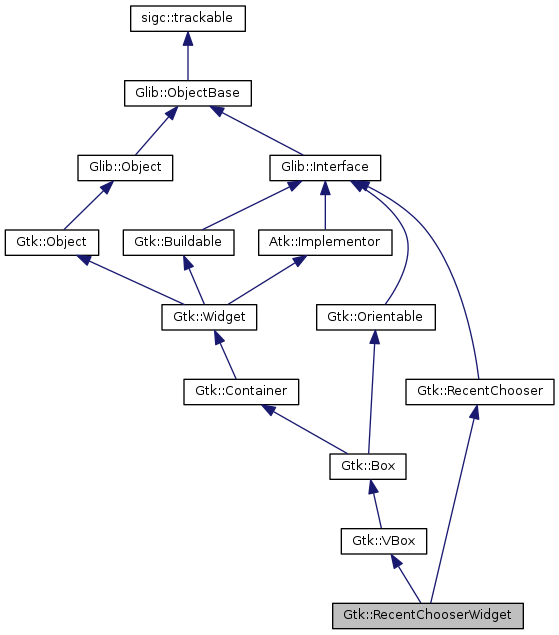 sigc::trackable
Glib::ObjectBase
Glib::Object
Glib::Interface
Gtk::Object
Gtk::Buildable
Atk::Implementor
Gtk::Widget
Gtk::Orientable
Gtk::Container
Gtk::RecentChooser
Gtk::Box
Gtk::VBox
Gtk::RecentChooserWidget